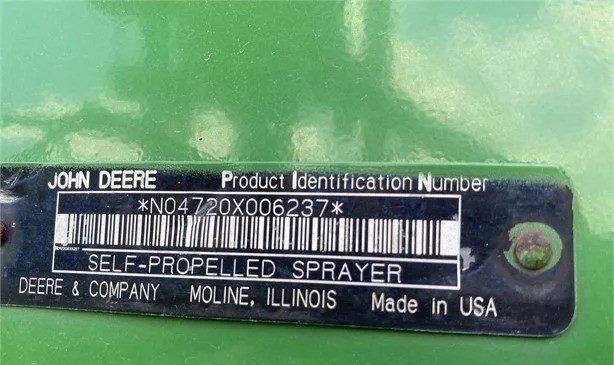 JOHN DEERE Product Identification Number
*N04720X006237*
SELF-PROPELLED SPRAYER
DEERE & COMPANY MOLINE, ILLINOIS Made in USA